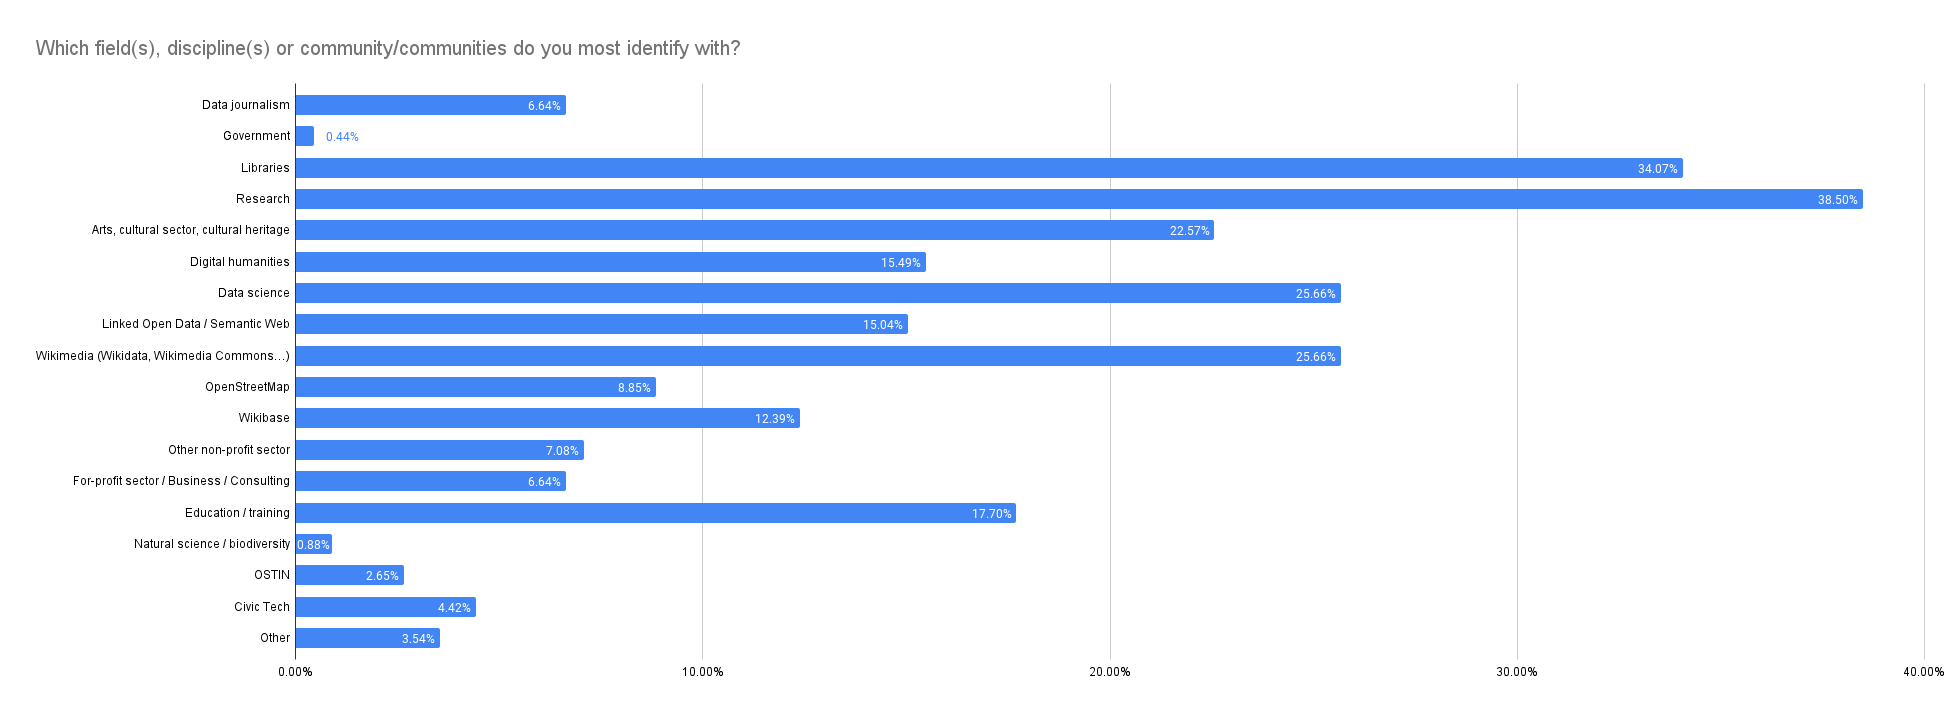 Which field(s), discipline(s) or community/communities do you most identify with?
Data journalism 6.64%
Government 0.44%
Libraries 34.07%
Research 38.50%
Arts, cultural sector, cultural heritage 22.57%
Digital humanities 15.49%
Data science 25.66%
Linked Open Data / Semantic Web 15.04%
Wikimedia (Wikidata, Wikimedia Commons…) 25.66%
OpenStreetMap 8.85%
Wikibase 12.39%
Other non-profit sector 7.08%
For-profit sector / Business / Consulting 6.64%
Education / training 17.70%
Natural science / biodiversity 0.88%
OSTIN 2.65%
Civic Tech 4.42%
Other 3.54%
0.00% 10.00% 20.00% 30.00% 40.00%